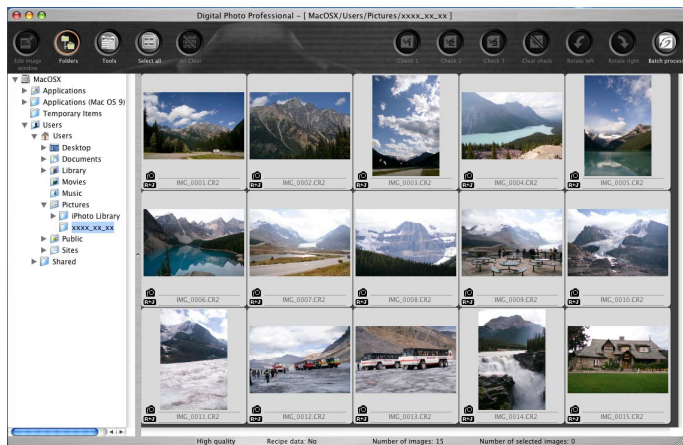 Digital Photo Professional – [ MacOSX/Users/Pictures/xxxx_xx_xx ]
Edit image window
Folders
Tools
Select all
All Clear
Check 1
Check 2
Check 3
Clear check
Rotate left
Rotate right
Batch process
MacOSX
Applications
Applications (Mac OS 9)
Temporary Items
Users
Users
Desktop
Documents
Library
Movies
Music
Pictures
iPhoto Library
xxxx_xx_xx
Public
Sites
Shared
R+J IMG_0001.CR2
R+J IMG_0002.CR2
R+J IMG_0003.CR2
R+J IMG_0004.CR2
R+J IMG_0005.CR2
R+J IMG_0006.CR2
R+J IMG_0007.CR2
R+J IMG_0008.CR2
R+J IMG_0009.CR2
R+J IMG_0010.CR2
R+J IMG_0011.CR2
R+J IMG_0012.CR2
R+J IMG_0013.CR2
R+J IMG_0014.CR2
R+J IMG_0015.CR2
High quality Recipe data: No Number of images: 15 Number of selected images: 0